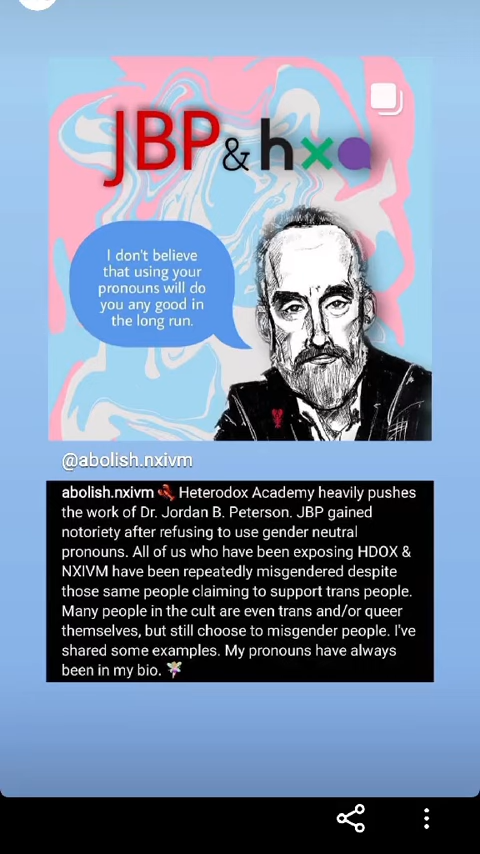 JBP & hxa
I don't believe
that using your
pronouns will do
you any good in
the long run.
@abolish.nxivm
abolish.nxivm 🦞 Heterodox Academy heavily pushes
the work of Dr. Jordan B. Peterson. JBP gained
notoriety after refusing to use gender neutral
pronouns. All of us who have been exposing HDOX &
NXIVM have been repeatedly misgendered despite
those same people claiming to support trans people.
Many people in the cult are even trans and/or queer
themselves, but still choose to misgender people. I've
shared some examples. My pronouns have always
been in my bio. 🧚